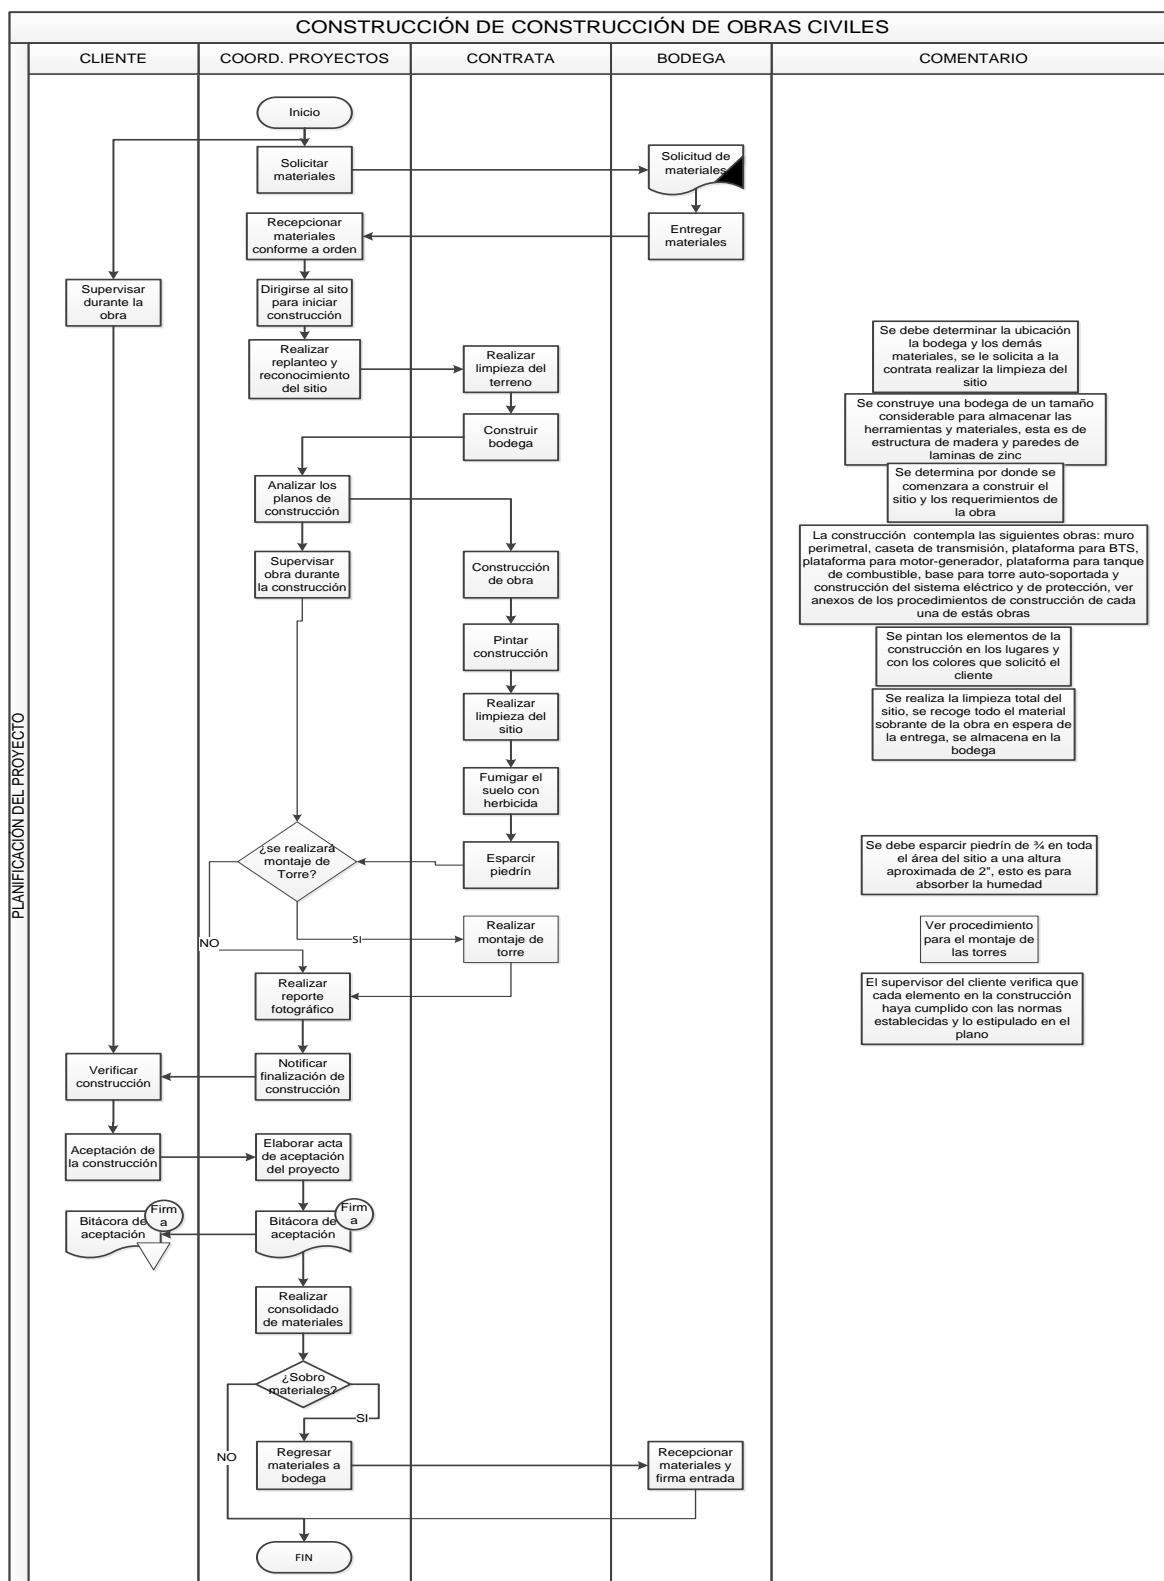 CONSTRUCCIÓN DE CONSTRUCCIÓN DE OBRAS CIVILES
CLIENTE
COORD. PROYECTOS
CONTRATA
BODEGA
COMENTARIO
PLANIFICACIÓN DEL PROYECTO
Inicio
Solicitar
materiales
Solicitud de
materiales
Recepcionar
materiales
conforme a orden
Entregar
materiales
Supervisar
durante la
obra
Dirigirse al sito
para iniciar
construcción
Realizar
replanteo y
reconocimiento
del sitio
Realizar
limpieza del
terreno
Se debe determinar la ubicación
la bodega y los demás
materiales, se le solicita a la
contrata realizar la limpieza del
sitio
Construir
bodega
Se construye una bodega de un tamaño
considerable para almacenar las
herramientas y materiales, esta es de
estructura de madera y paredes de
laminas de zinc
Analizar los
planos de
construcción
Se determina por donde se
comenzara a construir el
sitio y los requerimientos de
la obra
Supervisar
obra durante
la construcción
Construcción
de obra
La construcción contempla las siguientes obras: muro
perimetral, caseta de transmisión, plataforma para BTS,
plataforma para motor-generador, plataforma para tanque
de combustible, base para torre auto-soportada y
construcción del sistema eléctrico y de protección, ver
anexos de los procedimientos de construcción de cada
una de estás obras
Pintar
construcción
Se pintan los elementos de la
construcción en los lugares y
con los colores que solicitó el
cliente
Realizar
limpieza del
sitio
Se realiza la limpieza total del
sitio, se recoge todo el material
sobrante de la obra en espera de
la entrega, se almacena en la
bodega
Fumigar el
suelo con
herbicida
¿se realizará
montaje de
Torre?
Esparcir
piedrín
Se debe esparcir piedrín de ¾ en toda
el área del sitio a una altura
aproximada de 2", esto es para
absorber la humedad
NO
SI
Realizar
montaje de
torre
Ver procedimiento
para el montaje de
las torres
Realizar
reporte
fotográfico
El supervisor del cliente verifica que
cada elemento en la construcción
haya cumplido con las normas
establecidas y lo estipulado en el
plano
Verificar
construcción
Notificar
finalización de
construcción
Aceptación de
la construcción
Elaborar acta
de aceptación
del proyecto
Bitácora de
aceptación
Firm
a
Bitácora de
aceptación
Firm
a
Realizar
consolidado
de materiales
¿Sobro
materiales?
SI
NO
Regresar
materiales a
bodega
Recepcionar
materiales y
firma entrada
FIN